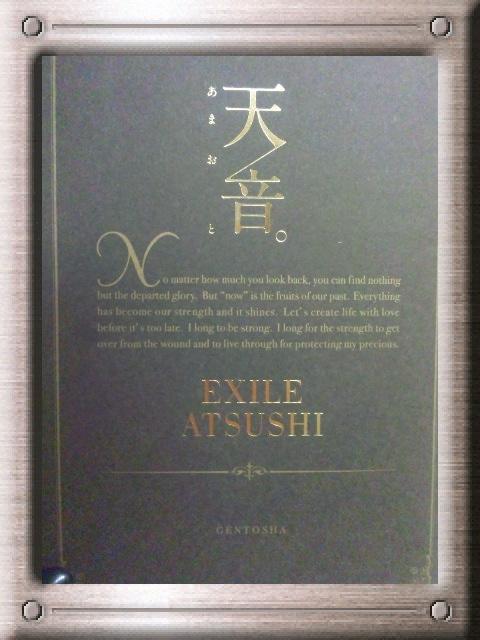 天音。
あまおと
No matter how much you look back, you can find nothing
but the departed glory. But "now" is the fruits of our past. Everything
has become our strength and it shines. Let's create life with love
before it's too late. I long to be strong. I long for the strength to get
over from the wound and to live through for protecting my precious.
EXILE
ATSUSHI
GENTOSHA